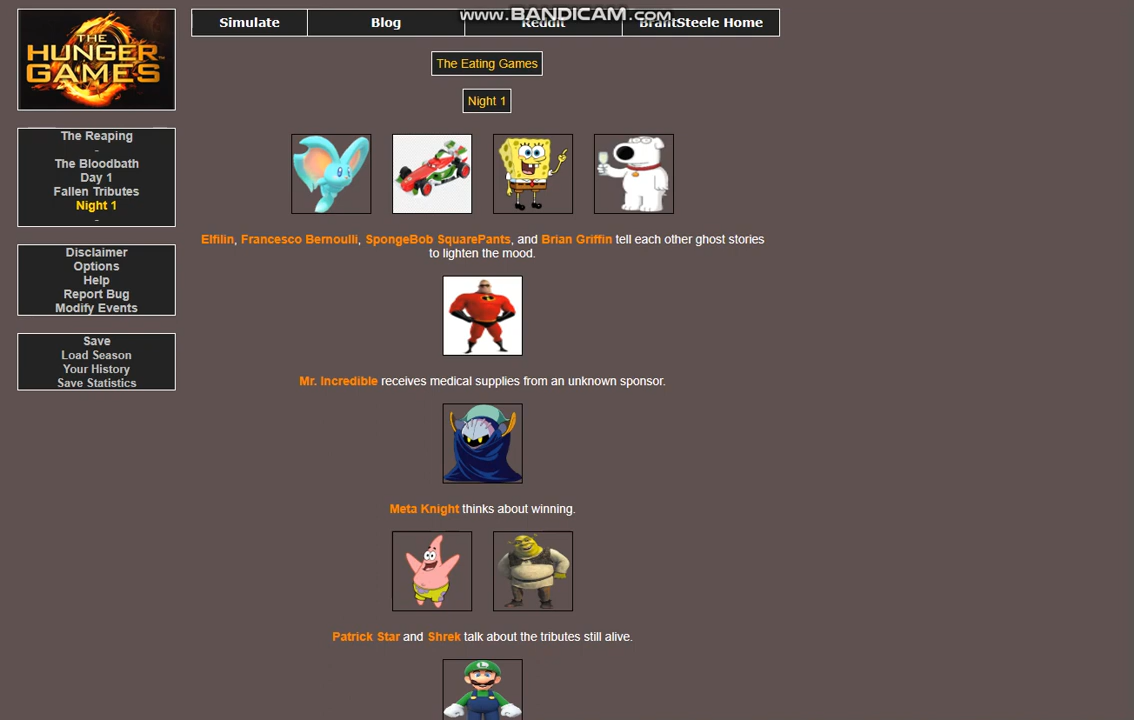 www.BANDICAM.com
Simulate
Blog
Reddit
BrantSteele Home
THE
HUNGER
GAMES
The Eating Games
Night 1
The Reaping
-
The Bloodbath
Day 1
Fallen Tributes
Night 1
-
Disclaimer
Options
Help
Report Bug
Modify Events
Save
Load Season
Your History
Save Statistics
Elfilin, Francesco Bernoulli, SpongeBob SquarePants, and Brian Griffin tell each other ghost stories
to lighten the mood.
Mr. Incredible receives medical supplies from an unknown sponsor.
Meta Knight thinks about winning.
Patrick Star and Shrek talk about the tributes still alive.